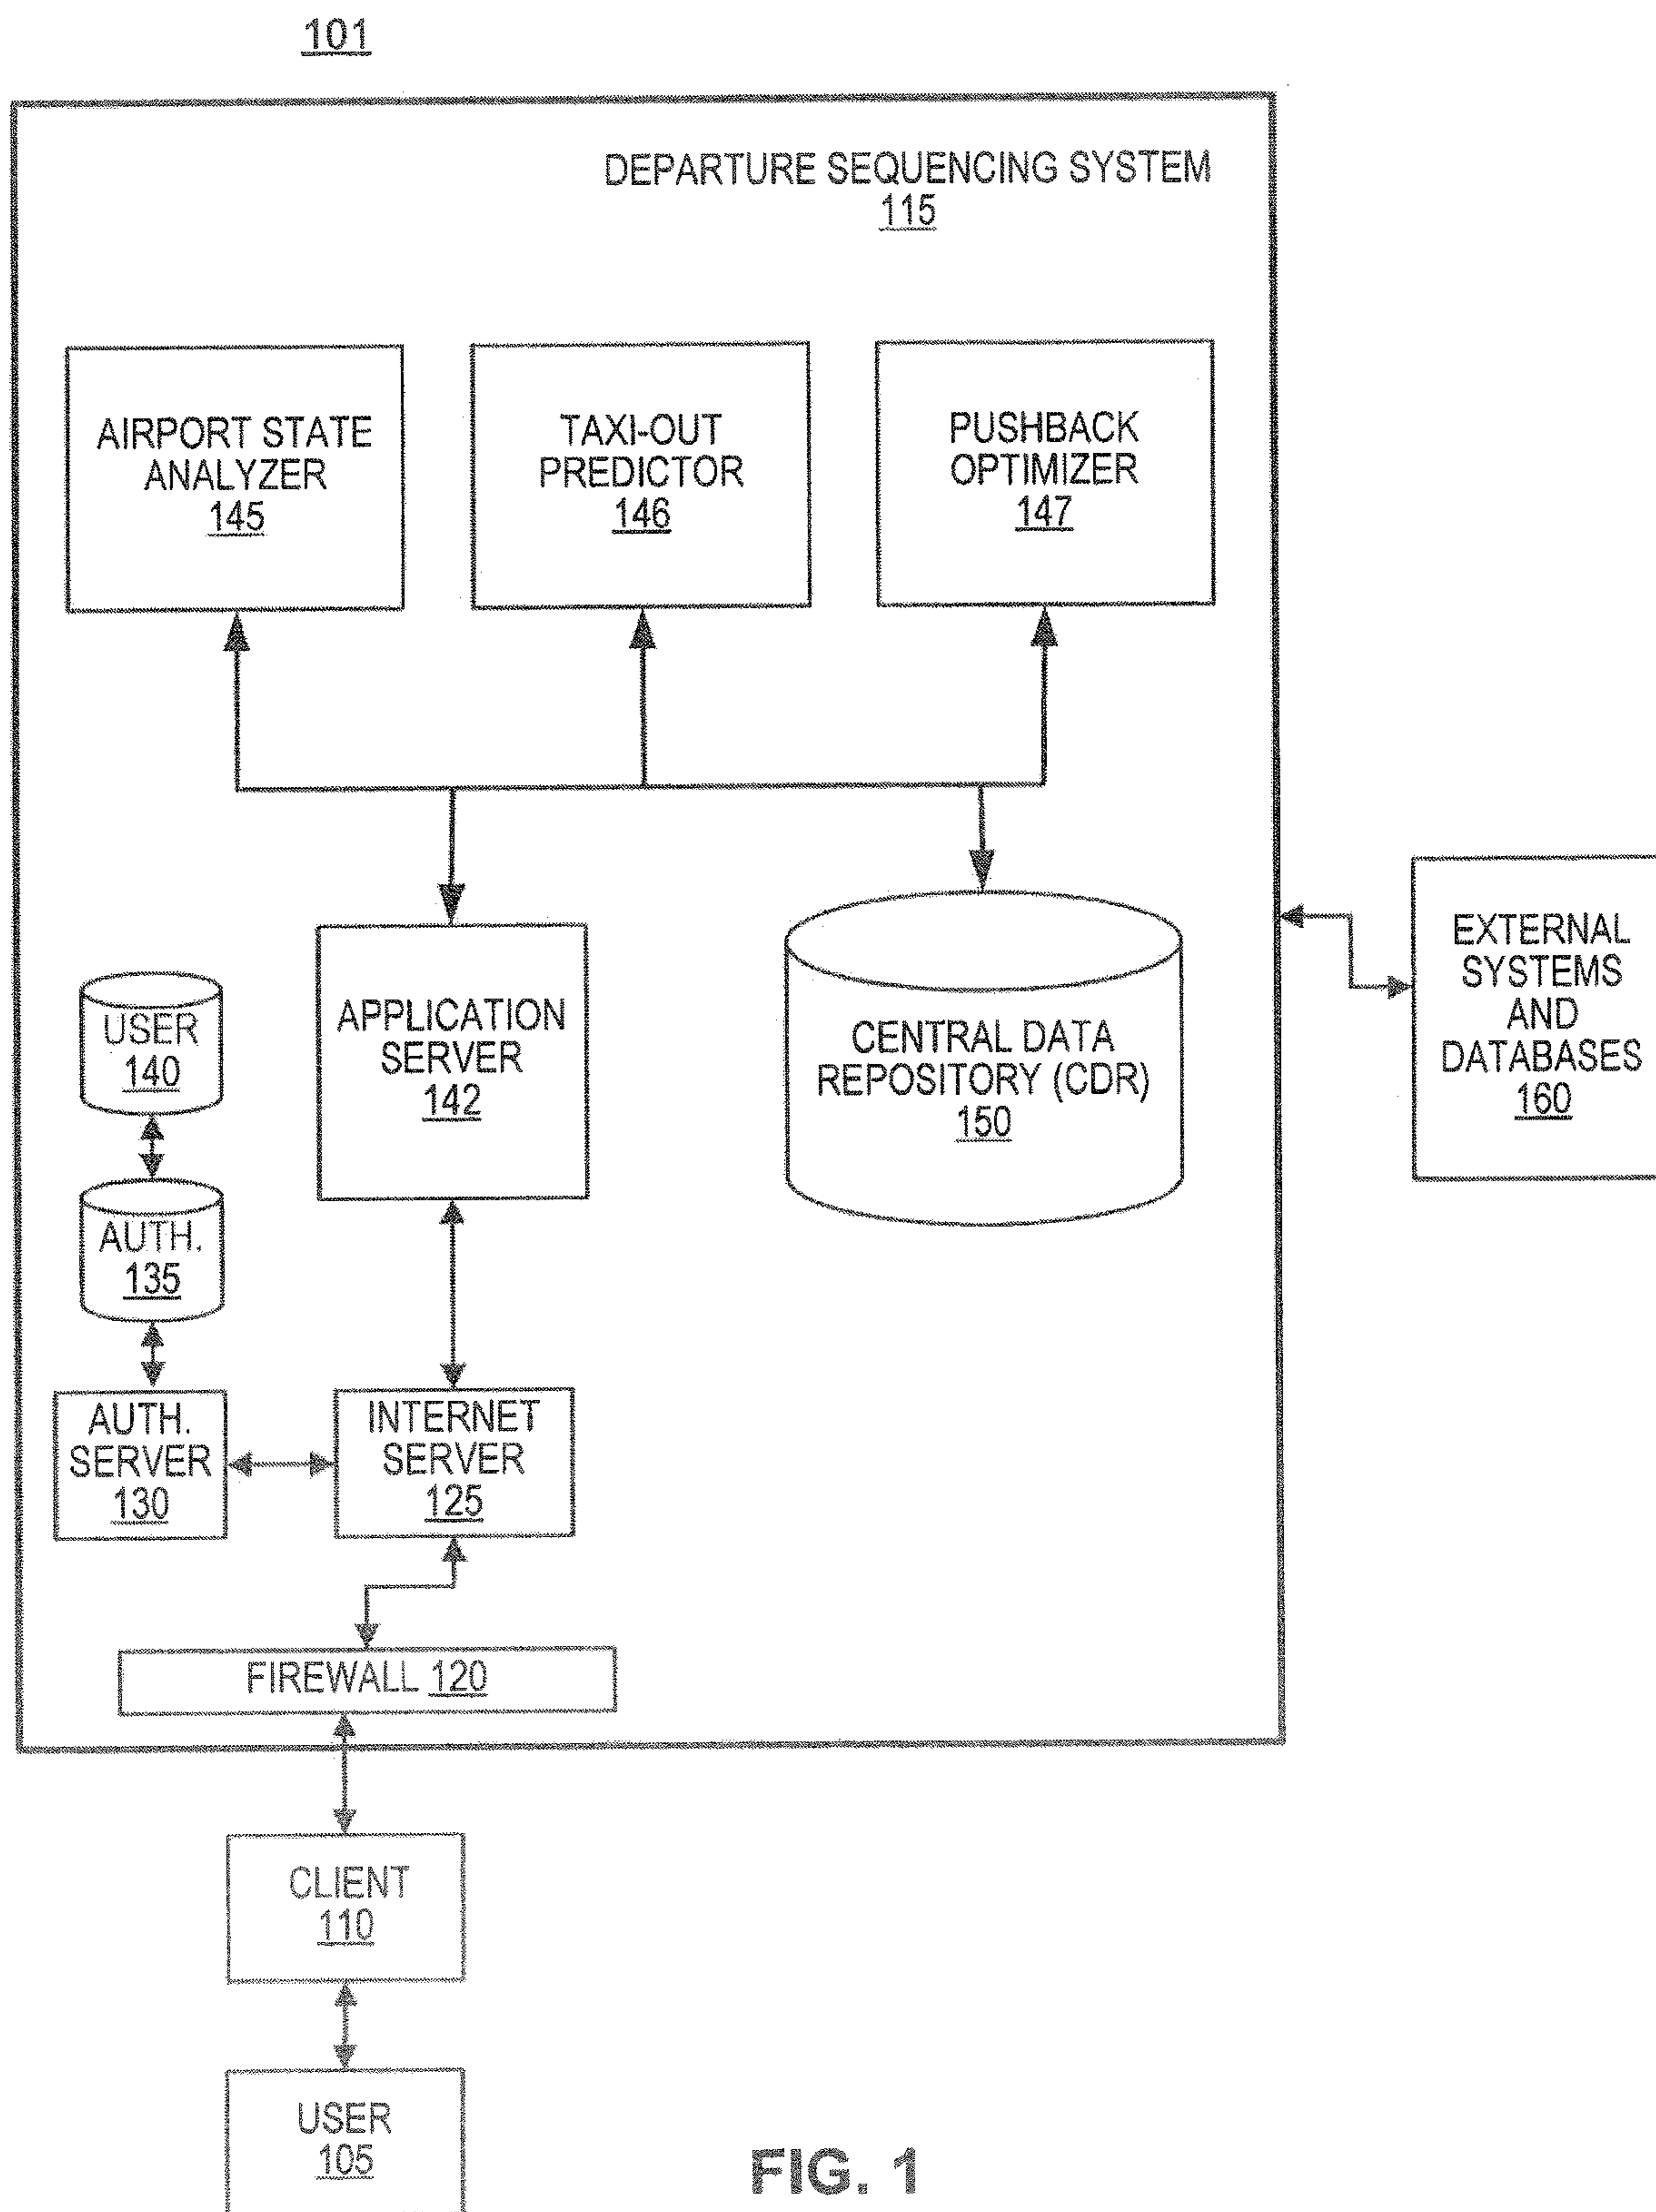 101
DEPARTURE SEQUENCING SYSTEM
115
AIRPORT STATE
ANALYZER
145
TAXI-OUT
PREDICTOR
146
PUSHBACK
OPTIMIZER
147
USER
140
APPLICATION
SERVER
142
CENTRAL DATA
REPOSITORY (CDR)
150
EXTERNAL
SYSTEMS
AND
DATABASES
160
AUTH.
135
AUTH.
SERVER
130
INTERNET
SERVER
125
FIREWALL 120
CLIENT
110
USER
105
FIG. 1